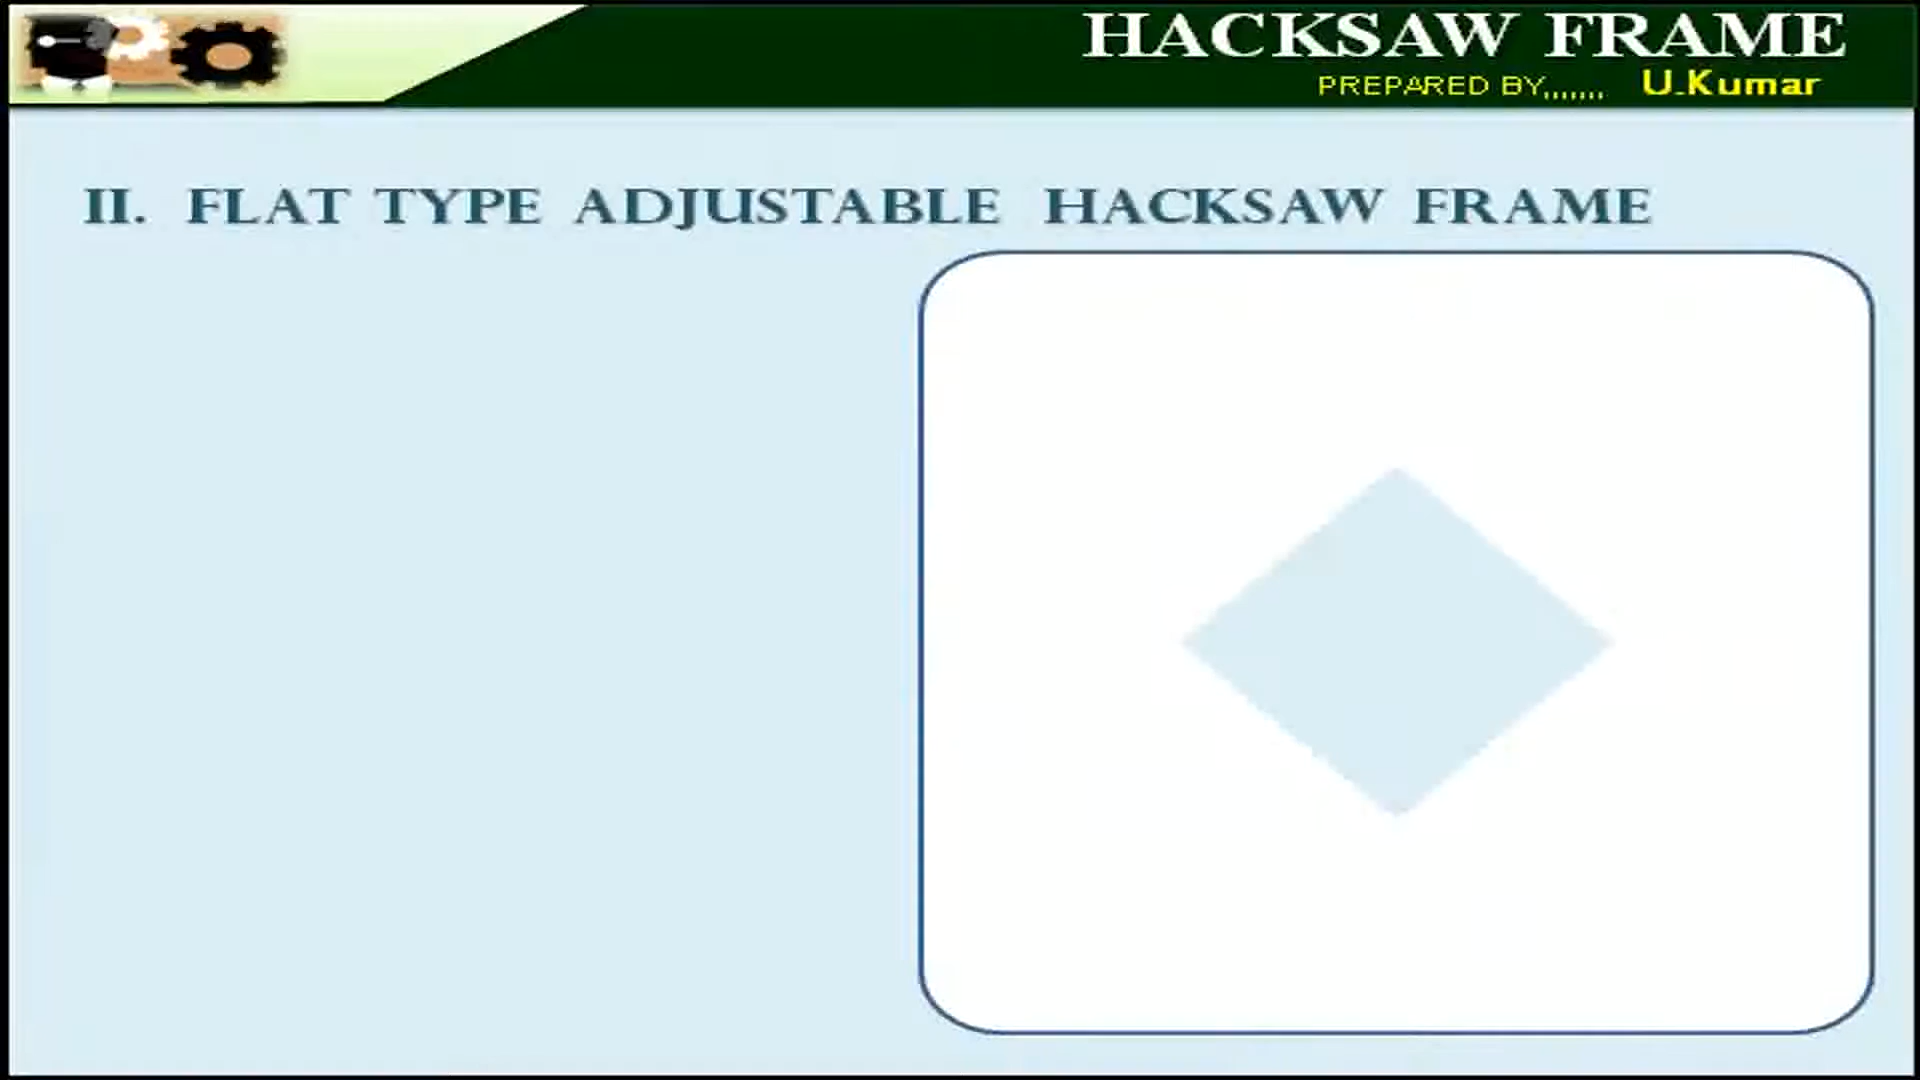 HACKSAW FRAME
PREPARED BY,,,,,,, U.Kumar
II. FLAT TYPE ADJUSTABLE HACKSAW FRAME